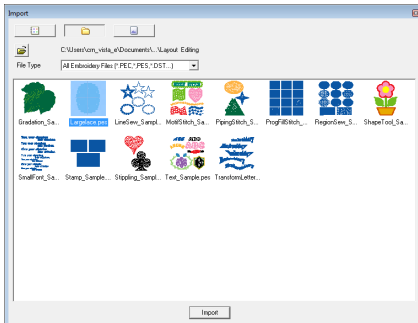 Import
C:\Users\cm_vista_e\Documents\...\Layout Editing
File Type
All Embroidery Files (*.PEC,*.PES,*.DST...)
Gradation_Sa... Largelace.pes LineSew_Sampl... MotifStitch_Sa... PipingStitch_S... ProgFillStitch_... RegionSew_S... ShapeTool_Sa...
SmallFont_Sa... Stamp_Sample... Stippling_Sampl... Text_Sample.pes TransformLetter...
Import